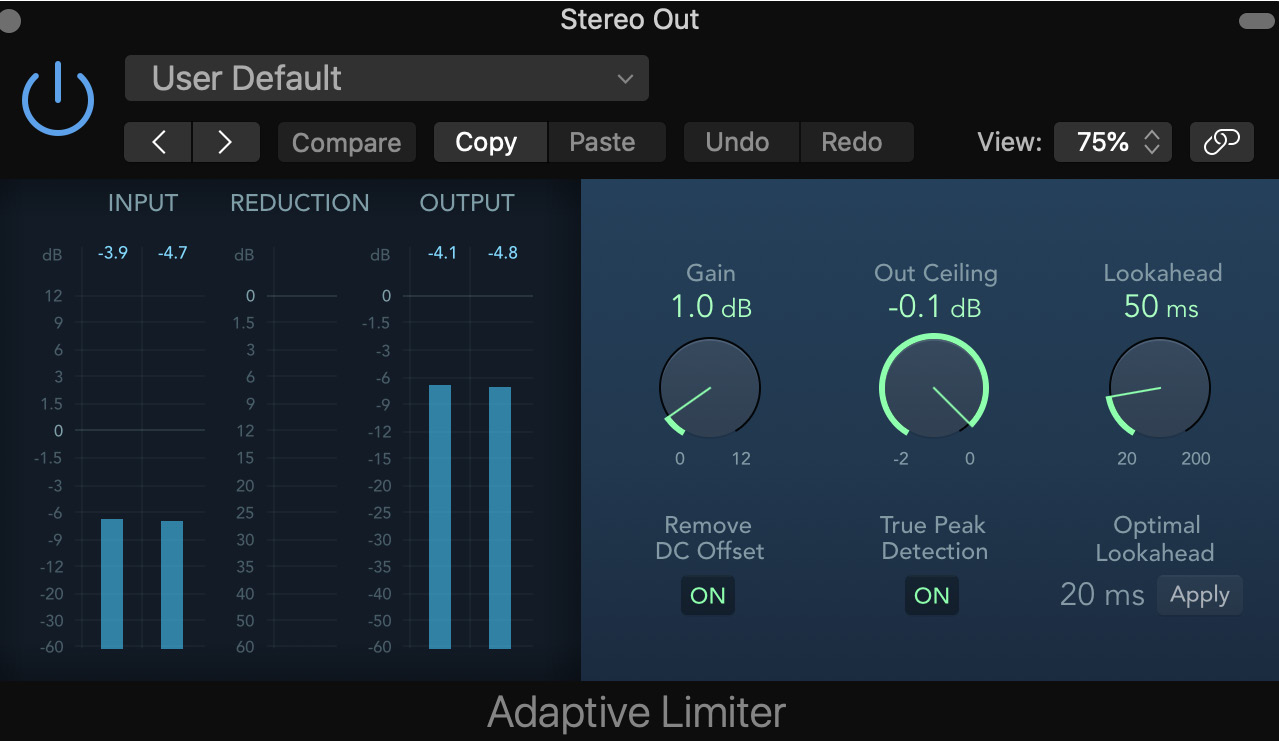 Stereo Out
User Default
Compare Copy Paste Undo Redo View: 75%
INPUT REDUCTION OUTPUT
dB -3.9 -4.7 dB dB -4.1 -4.8
12 0 0
9 1.5 -1.5
6 3 -3
3 6 -6
1.5 9 -9
0 12 -12
-1.5 15 -15
-3 20 -20
-6 25 -25
-9 30 -30
-12 35 -35
-20 40 -40
-30 50 -50
-60 60 -60
Gain Out Ceiling Lookahead
1.0 dB -0.1 dB 50 ms
0 12 -2 0 20 200
Remove True Peak Optimal
DC Offset Detection Lookahead
ON ON 20 ms Apply
Adaptive Limiter